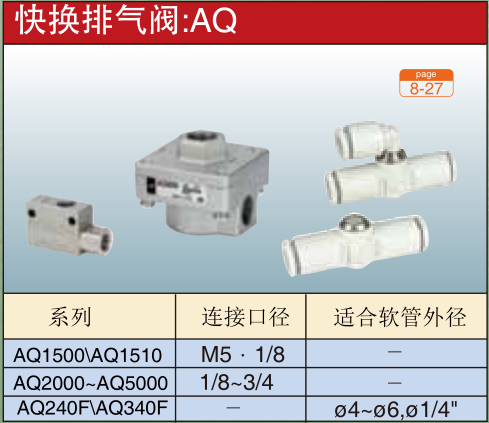 快换排气阀:AQ
page
8-27
系列 连接口径 适合软管外径
AQ1500\AQ1510 M5 · 1/8 —
AQ2000~AQ5000 1/8~3/4 —
AQ240F\AQ340F — ø4~ø6,ø1/4"